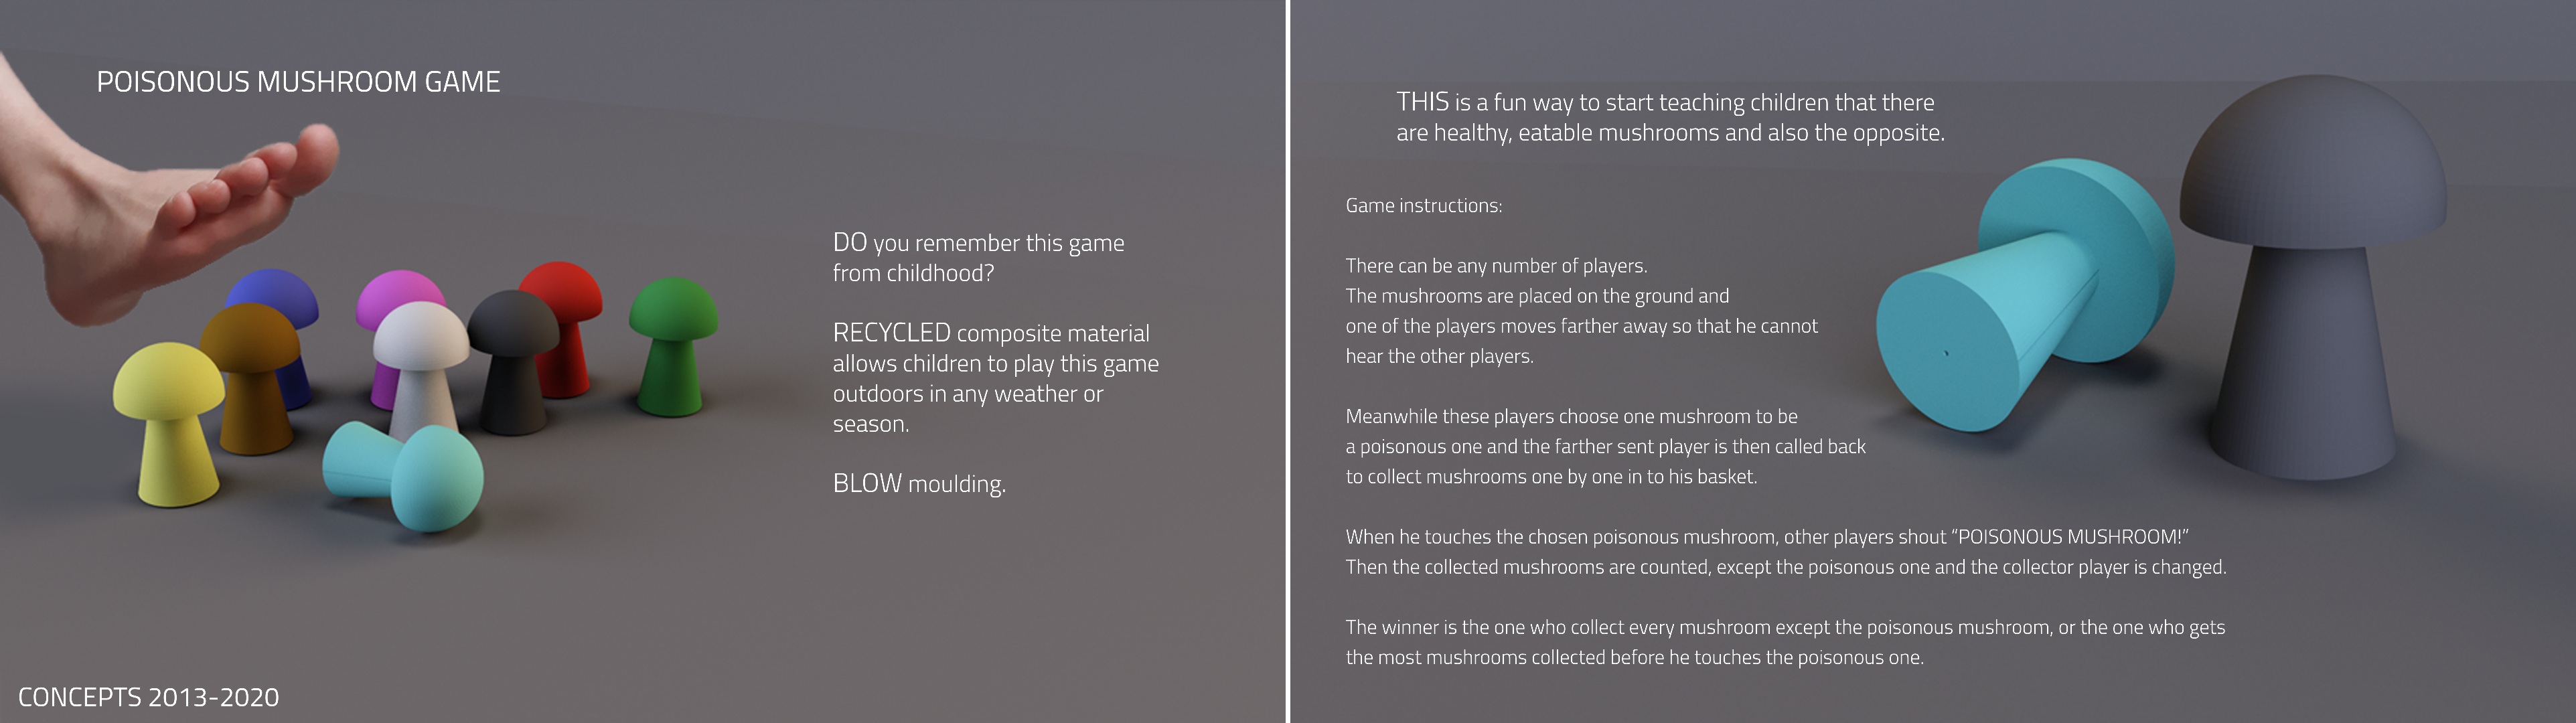 POISONOUS MUSHROOM GAME
DO you remember this game
from childhood?
RECYCLED composite material
allows children to play this game
outdoors in any weather or
season.
BLOW moulding.
CONCEPTS 2013-2020
THIS is a fun way to start teaching children that there
are healthy, eatable mushrooms and also the opposite.
Game instructions:
There can be any number of players.
The mushrooms are placed on the ground and
one of the players moves farther away so that he cannot
hear the other players.
Meanwhile these players choose one mushroom to be
a poisonous one and the farther sent player is then called back
to collect mushrooms one by one in to his basket.
When he touches the chosen poisonous mushroom, other players shout “POISONOUS MUSHROOM!”
Then the collected mushrooms are counted, except the poisonous one and the collector player is changed.
The winner is the one who collect every mushroom except the poisonous mushroom, or the one who gets
the most mushrooms collected before he touches the poisonous one.